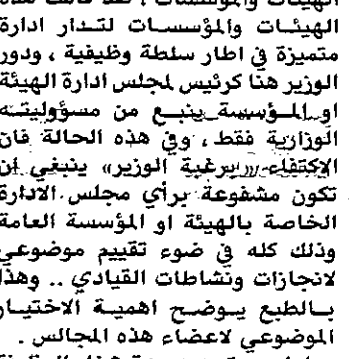 الهيئات والمؤسسات لتدار ادارة
متميزة في اطار سلطة وظيفية ، ودور
الوزير هنا كرئيس لمجلس ادارة الهيئة
او المؤسسة ينبع من مسؤوليته
الوزارية فقط ، وفي هذه الحالة فان
الاكتفاء «برغبة الوزير» ينبغي ان
تكون مشفوعة برأي مجلس الادارة
الخاصة بالهيئة او المؤسسة العامة
وذلك كله في ضوء تقييم موضوعي
لانجازات ونشاطات القيادي .. وهذا
بالطبع يوضح اهمية الاختيار
الموضوعي لاعضاء هذه المجالس .